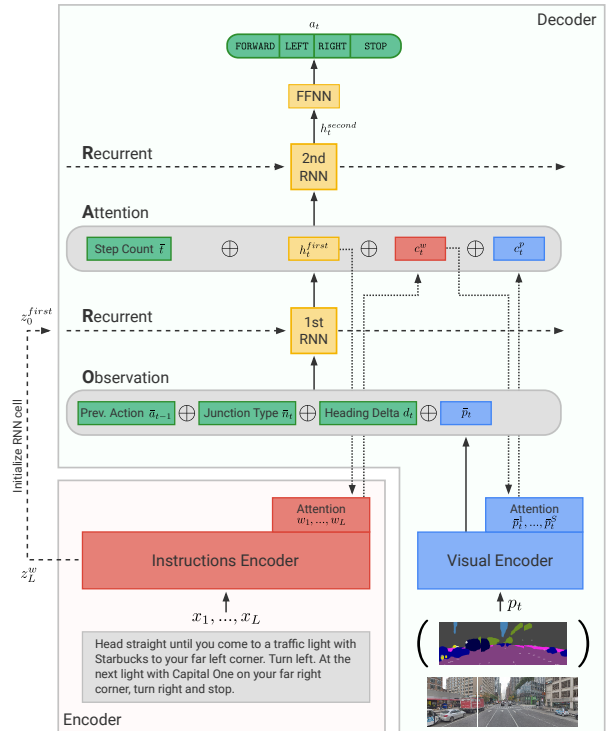 Decoder
a_t
FORWARD LEFT RIGHT STOP
FFNN
h_t^{second}
Recurrent
2nd
RNN
Attention
Step Count t̄ ⊕ h_t^{first} ⊕ c_t^w ⊕ c_t^p
z_0^{first}
Recurrent
1st
RNN
Observation
Prev. Action ā_{t−1} ⊕ Junction Type n̄_t ⊕ Heading Delta d_t ⊕ p̄_t
Initialize RNN cell
Attention
w_1, ..., w_L
Attention
p̄_t^1, ..., p̄_t^S
Instructions Encoder
Visual Encoder
z_L^w
x_1, ..., x_L
p_t
Head straight until you come to a traffic light with
Starbucks to your far left corner. Turn left. At the
next light with Capital One on your far right
corner, turn right and stop.
( )
Encoder